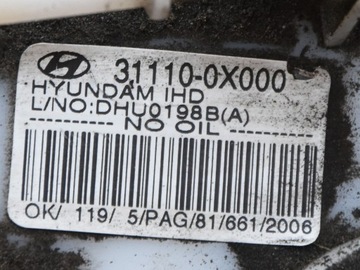 31110-0X000
HYUNDAM IHD
L/NO:DHU0198B(A)
NO OIL
OK/ 119/ 5/PAG/81/661/2006